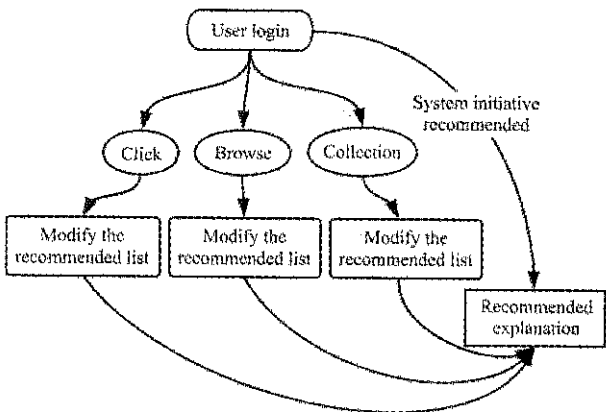 User login
System initiative
recommended
Click
Browse
Collection
Modify the
recommended list
Modify the
recommended list
Modify the
recommended list
Recommended
explanation